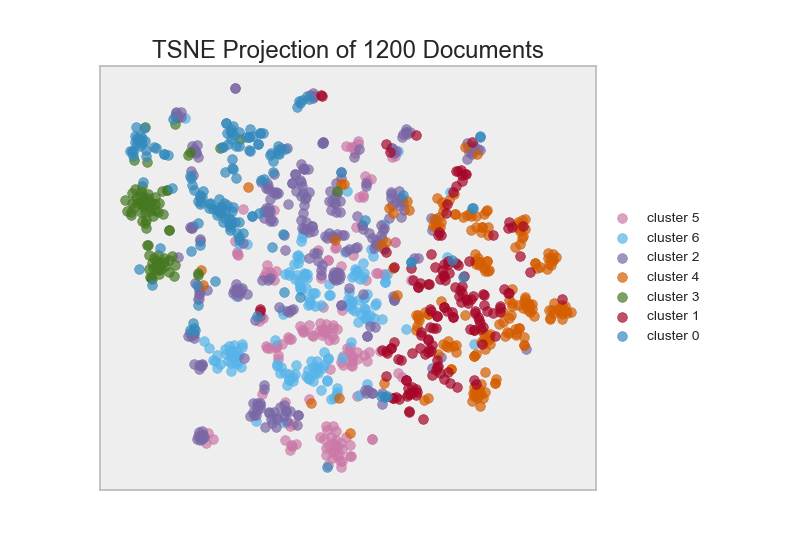 TSNE Projection of 1200 Documents
cluster 5
cluster 6
cluster 2
cluster 4
cluster 3
cluster 1
cluster 0